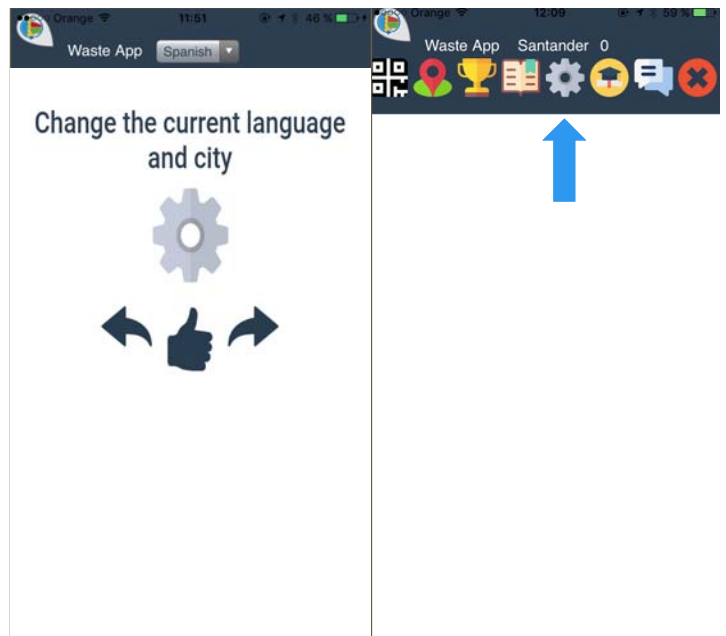 Orange 11:51 46 %
Waste App Spanish
Change the current language
and city
Orange 12:09 59 %
Waste App Santander 0